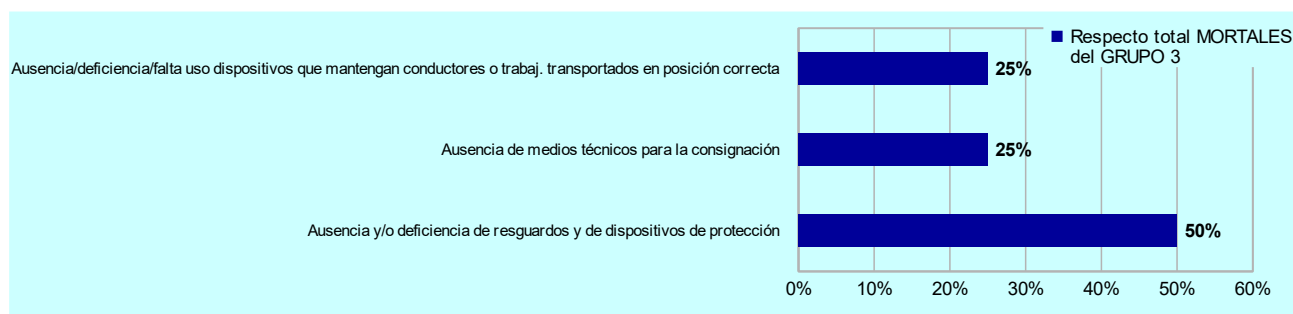 Respecto total MORTALES
del GRUPO 3
Ausencia/deficiencia/falta uso dispositivos que mantengan conductores o trabaj. transportados en posición correcta
25%
Ausencia de medios técnicos para la consignación
25%
Ausencia y/o deficiencia de resguardos y de dispositivos de protección
50%
0% 10% 20% 30% 40% 50% 60%